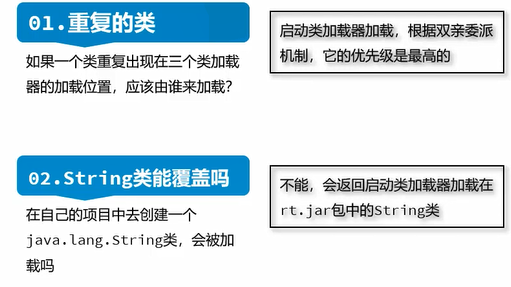 01.重复的类
如果一个类重复出现在三个类加载
器的加载位置，应该由谁来加载？
启动类加载器加载，根据双亲委派
机制，它的优先级是最高的
02.String类能覆盖吗
在自己的项目中去创建一个
java.lang.String类，会被加
载吗
不能，会返回启动类加载器加载在
rt.jar包中的String类